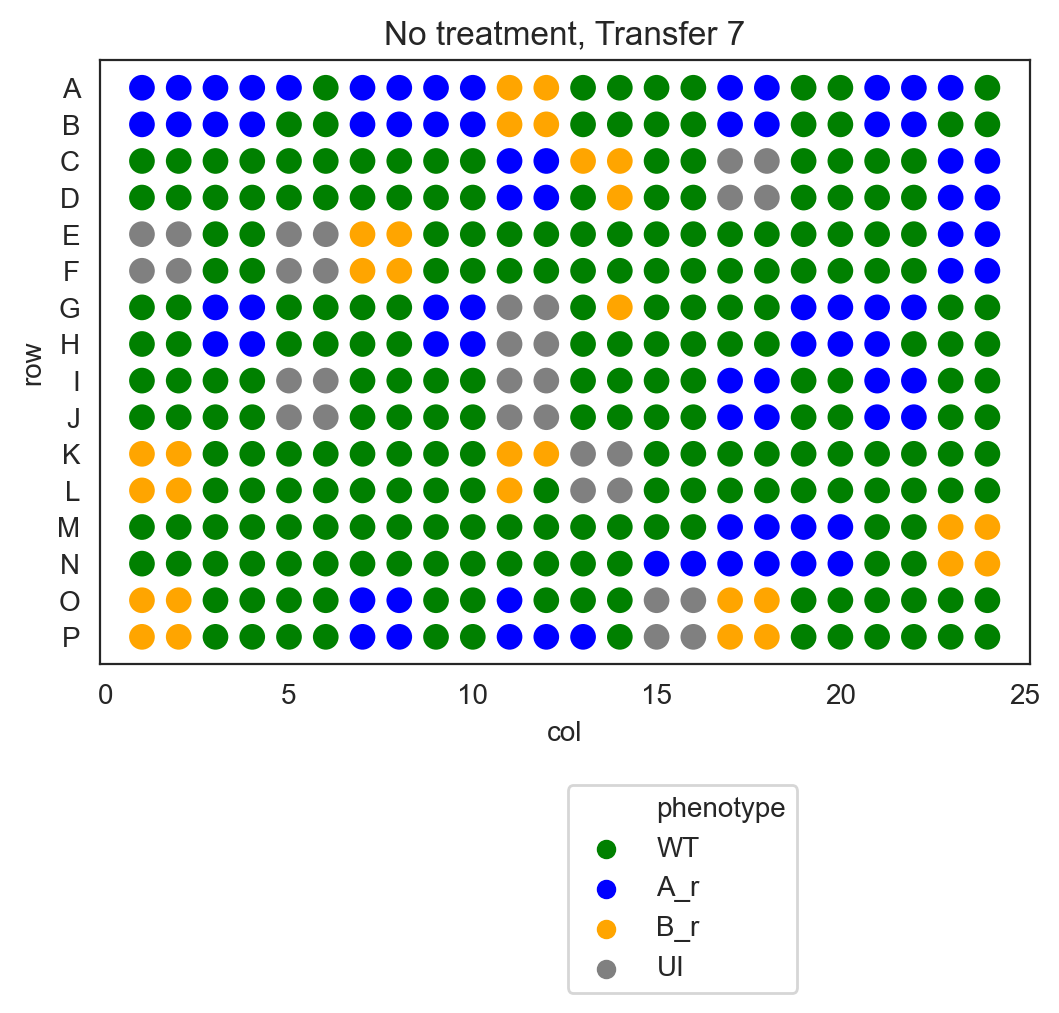 No treatment, Transfer 7
A
B
C
D
E
F
G
H
I
J
K
L
M
N
O
P
row
0 5 10 15 20 25
col
phenotype
WT
A_r
B_r
UI